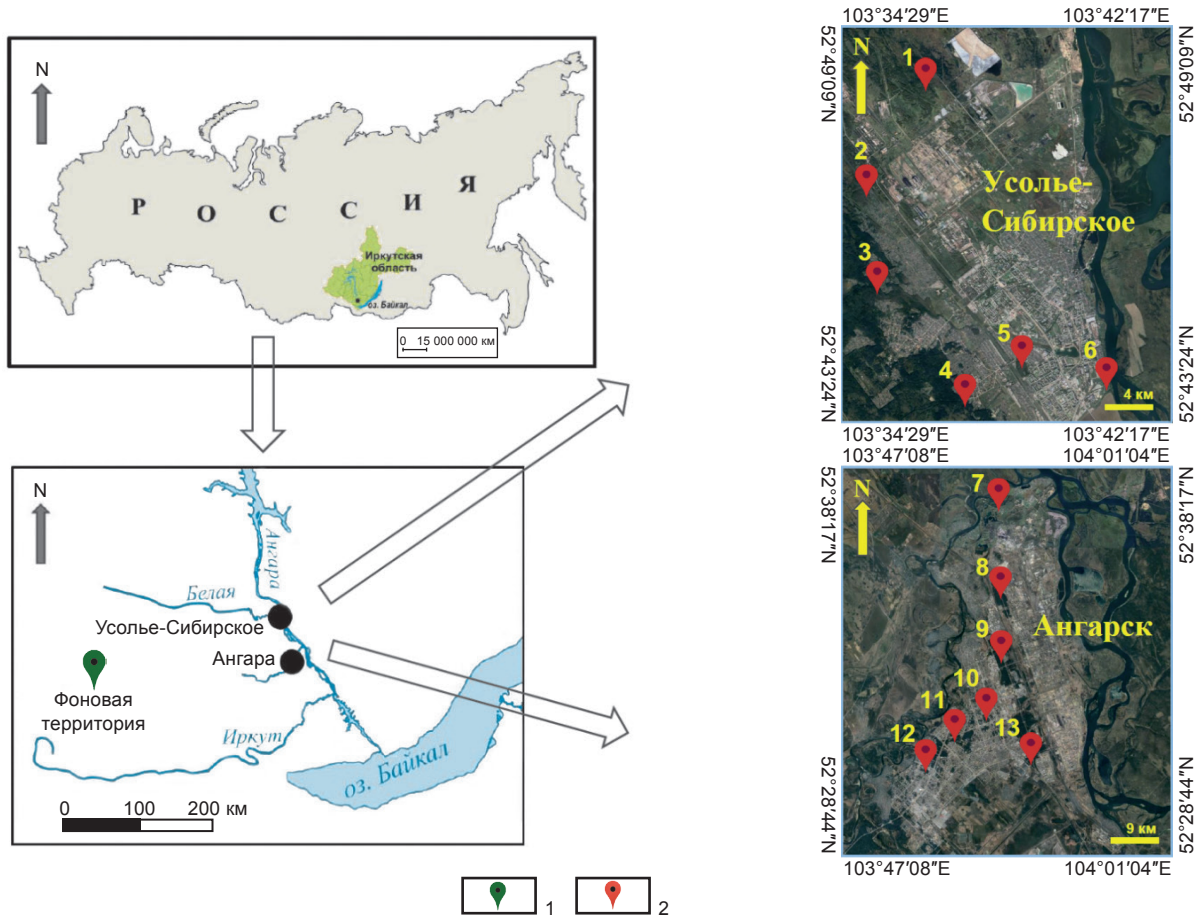 N
Р О С С И Я
Иркутская
область
оз. Байкал
0 15 000 000 км
N
Ангара
Белая
Усолье-Сибирское
Ангара
Фоновая
территория
Иркут
оз. Байкал
0 100 200 км
103°34′29″E 103°42′17″E
52°49′09″N
52°49′09″N
N
1
2
Усолье-
Сибирское
3
5
6
4
4 км
52°43′24″N
52°43′24″N
103°34′29″E 103°42′17″E
103°47′08″E 104°01′04″E
52°38′17″N
52°38′17″N
N
7
8
9
Ангарск
10
11
12
13
9 км
52°28′44″N
52°28′44″N
103°47′08″E 104°01′04″E
1 2